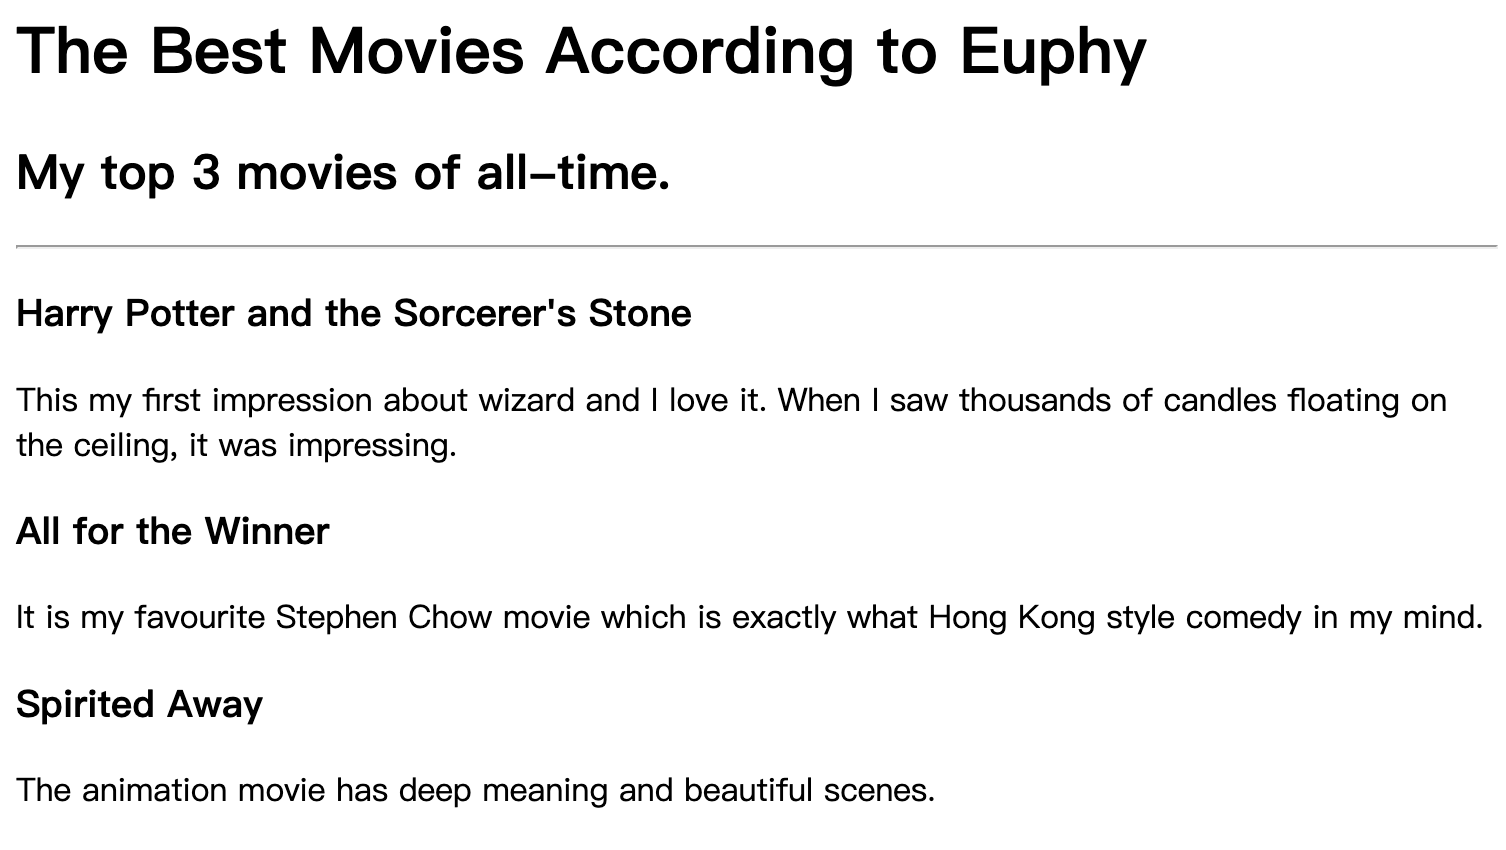 The Best Movies According to Euphy
My top 3 movies of all-time.
Harry Potter and the Sorcerer's Stone
This my first impression about wizard and I love it. When I saw thousands of candles floating on
the ceiling, it was impressing.
All for the Winner
It is my favourite Stephen Chow movie which is exactly what Hong Kong style comedy in my mind.
Spirited Away
The animation movie has deep meaning and beautiful scenes.